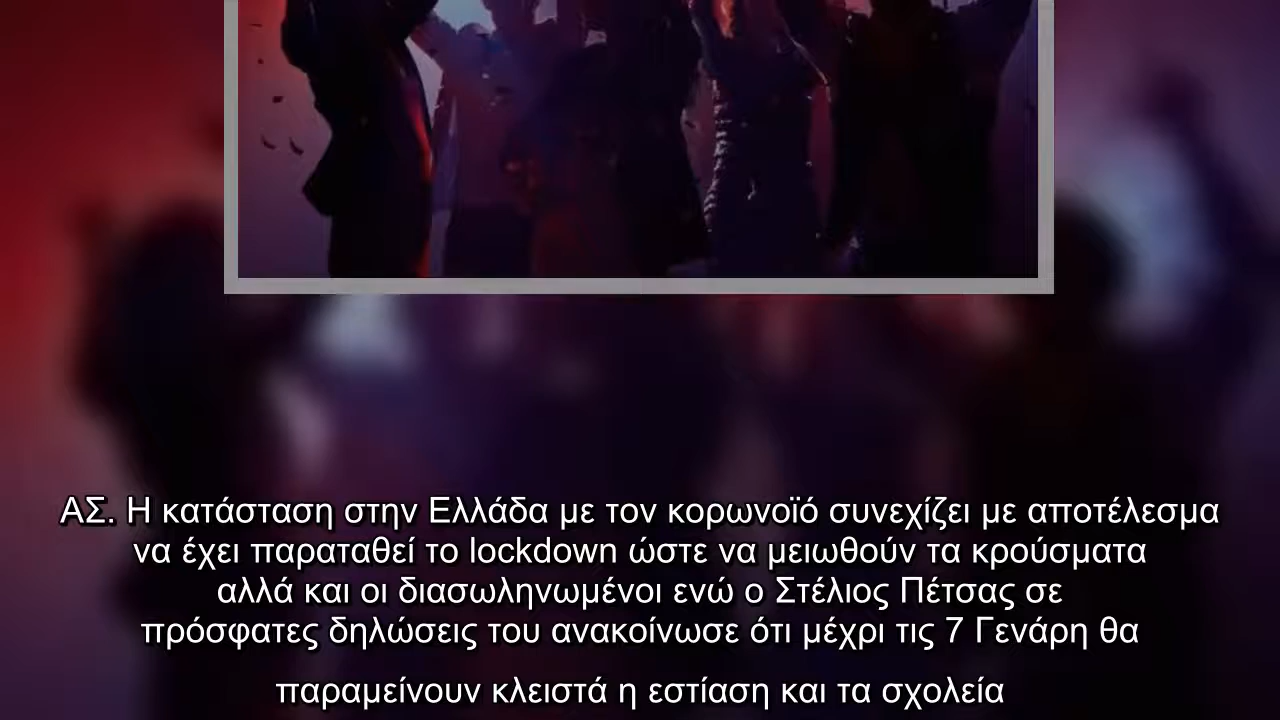 ΑΣ. Η κατάσταση στην Ελλάδα με τον κορωνοϊό συνεχίζει με αποτέλεσμα
να έχει παραταθεί το lockdown ώστε να μειωθούν τα κρούσματα
αλλά και οι διασωληνωμένοι ενώ ο Στέλιος Πέτσας σε
πρόσφατες δηλώσεις του ανακοίνωσε ότι μέχρι τις 7 Γενάρη θα
παραμείνουν κλειστά η εστίαση και τα σχολεία